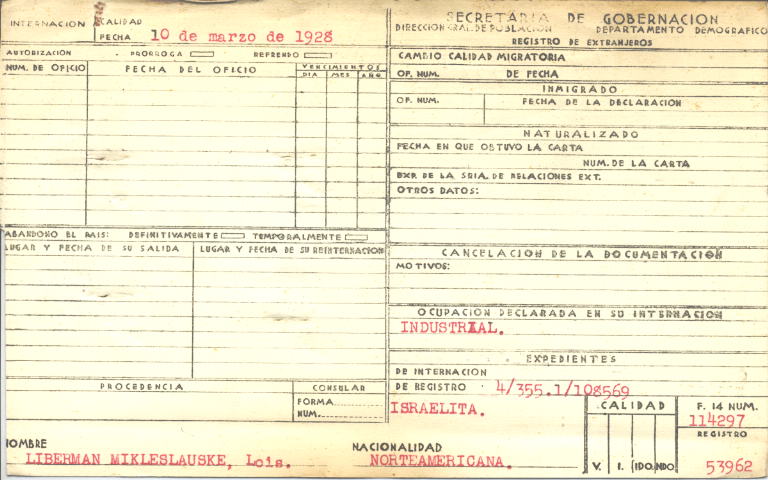 INTERNACION
CALIDAD
FECHA 10 de marzo de 1928
AUTORIZACIÓN PRORROGA REFRENDO
NUM. DE OFICIO FECHA DEL OFICIO VENCIMIENTOS
DIA MES AÑO
ABANDONO EL PAIS: DEFINITIVAMENTE TEMPORALMENTE
LUGAR Y FECHA DE SU SALIDA LUGAR Y FECHA DE SU REINTERNACION
PROCEDENCIA CONSULAR
FORMA
NUM.
SECRETARIA DE GOBERNACION
DIRECCION GRAL. DE POBLACION DEPARTAMENTO DEMOGRAFICO
REGISTRO DE EXTRANJEROS
CAMBIO CALIDAD MIGRATORIA
OF. NUM. DE FECHA
INMIGRADO
OF. NUM. FECHA DE LA DECLARACIÓN
NATURALIZADO
FECHA EN QUE OBTUVO LA CARTA
NUM. DE LA CARTA
EXP. DE LA SRIA. DE RELACIONES EXT.
OTROS DATOS:
CANCELACION DE LA DOCUMENTACIÓN
MOTIVOS:
OCUPACION DECLARADA EN SU INTERNACION
INDUSTRIAL.
EXPEDIENTES
DE INTERNACION
DE REGISTRO 4/355.1/108569
ISRAELITA.
CALIDAD
V. I. IDO. NDO.
F. 14 NUM.
114297
REGISTRO
53962
NOMBRE
LIBERMAN MIKLESLAUSKE, Lois.
NACIONALIDAD
NORTEAMERICANA.